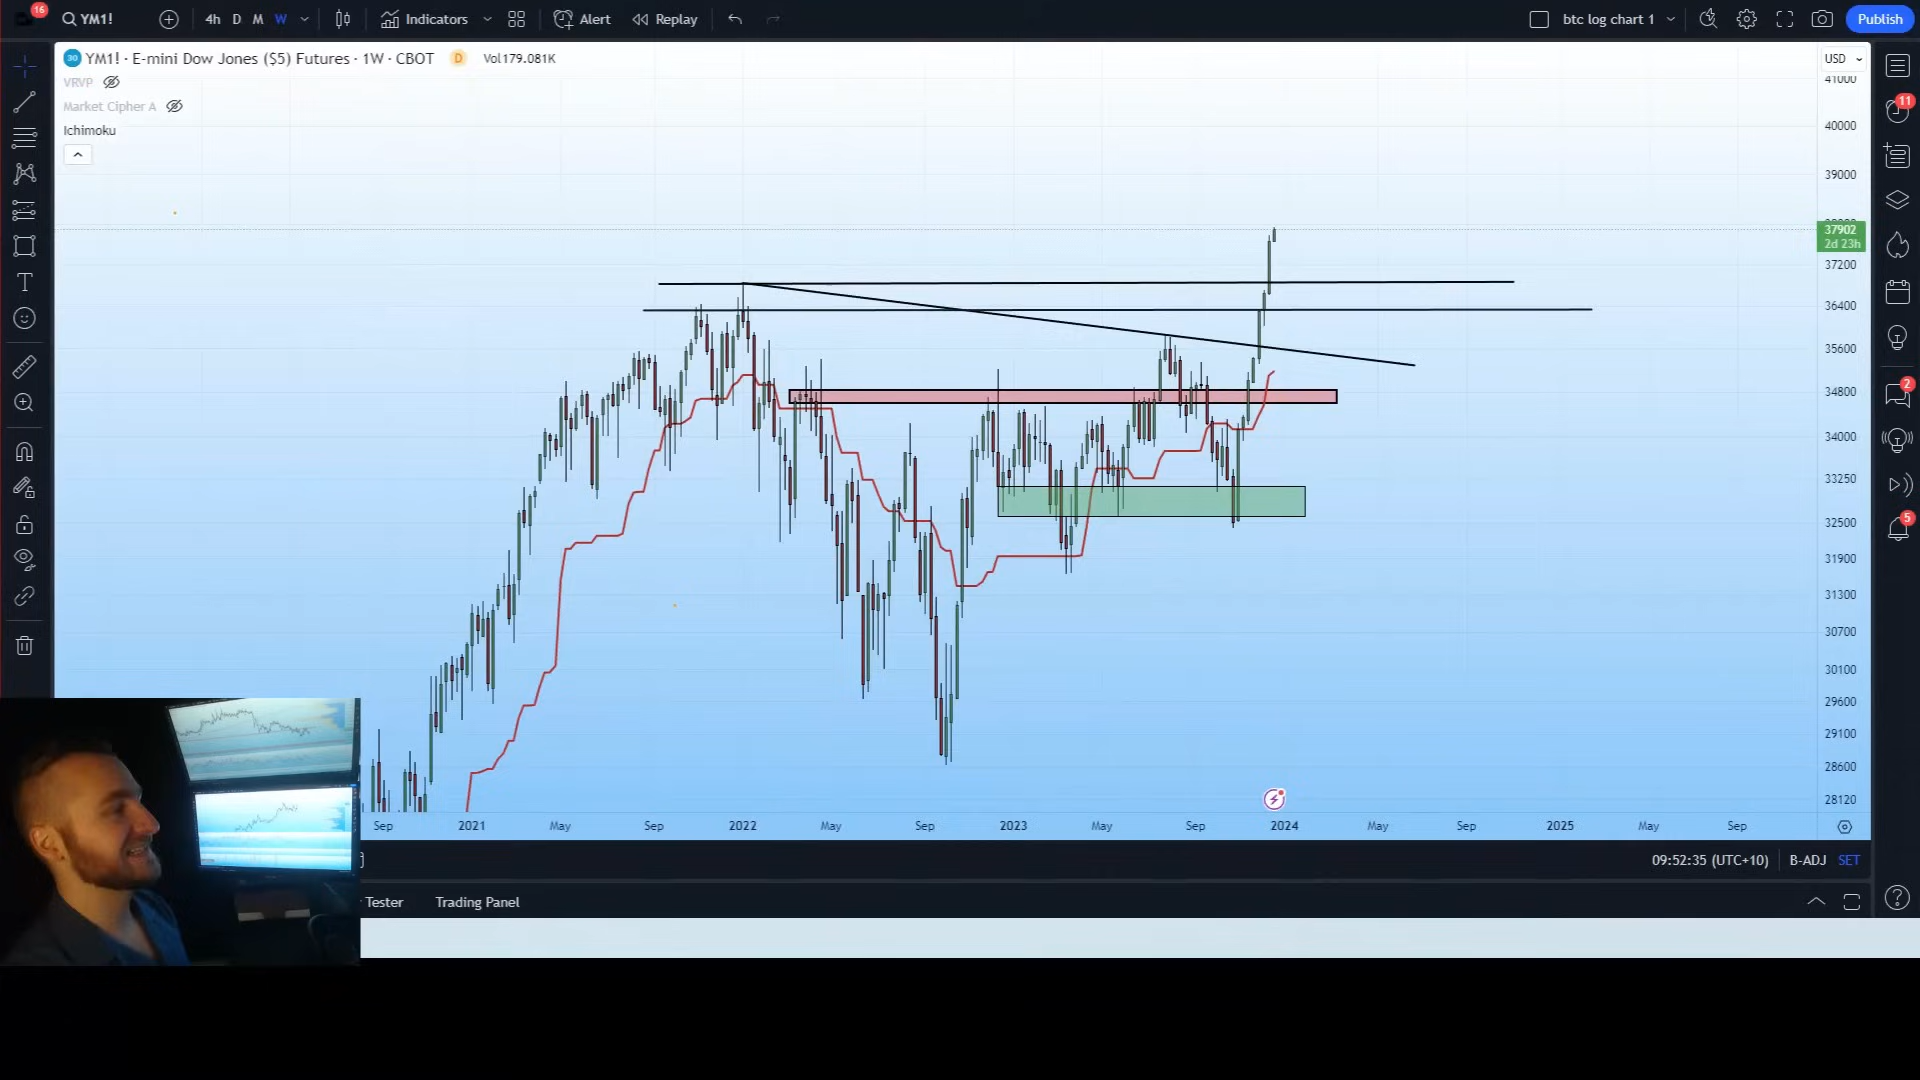 16
YM1!
4h D M W
Indicators
Alert
Replay
btc log chart 1
Publish
30
YM1! · E-mini Dow Jones ($5) Futures · 1W · CBOT
D
Vol179.081K
USD
VRVP
Market Cipher A
Ichimoku
41000
40000
39000
37902
2d 23h
37200
36400
35600
34800
34000
33250
32500
31900
31300
30700
30100
29600
29100
28600
28120
11
2
5
Sep 2021 May Sep 2022 May Sep 2023 May Sep 2024 May Sep 2025 May Sep
09:52:35 (UTC+10)
B-ADJ
SET
Tester
Trading Panel